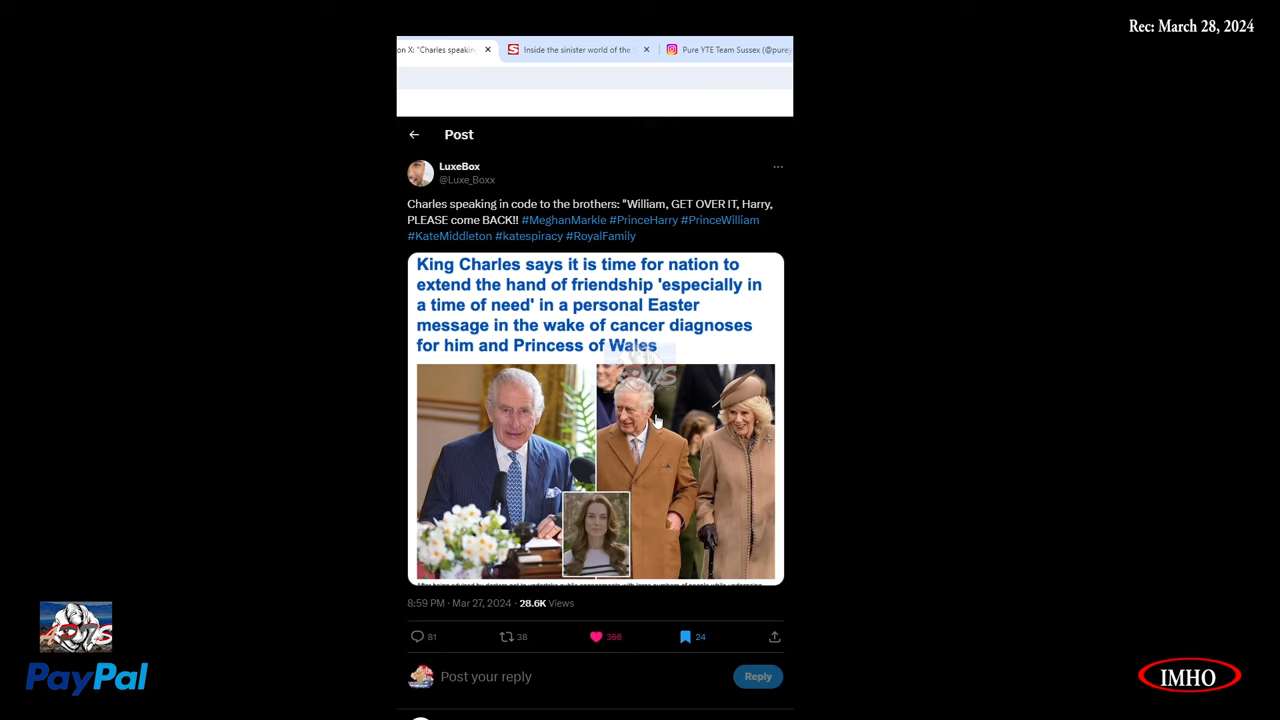 Rec: March 28, 2024
on X: "Charles speakin
Inside the sinister world of the
Pure YTE Team Sussex (@pure
Post
LuxeBox
@Luxe_Boxx
Charles speaking in code to the brothers: "William, GET OVER IT, Harry,
PLEASE come BACK!! #MeghanMarkle #PrinceHarry #PrinceWilliam
#KateMiddleton #katespiracy #RoyalFamily
King Charles says it is time for nation to
extend the hand of friendship 'especially in
a time of need' in a personal Easter
message in the wake of cancer diagnoses
for him and Princess of Wales
8:59 PM · Mar 27, 2024 · 28.6K Views
81
38
366
24
Post your reply
Reply
PayPal
IMHO